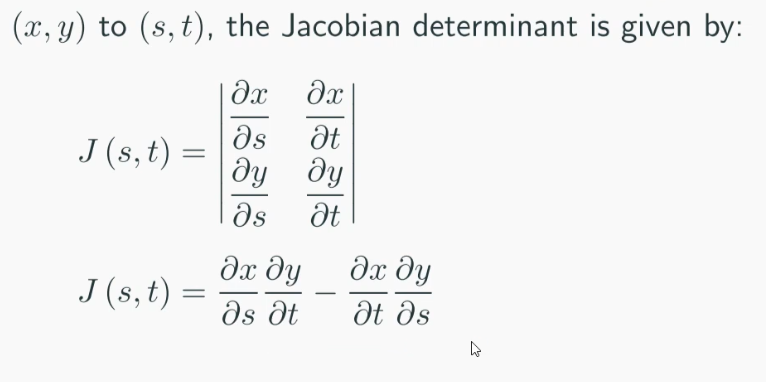 (x, y) to (s, t), the Jacobian determinant is given by:
J (s, t) = | ∂x/∂s ∂x/∂t |
| ∂y/∂s ∂y/∂t |
J (s, t) = ∂x/∂s ∂y/∂t − ∂x/∂t ∂y/∂s